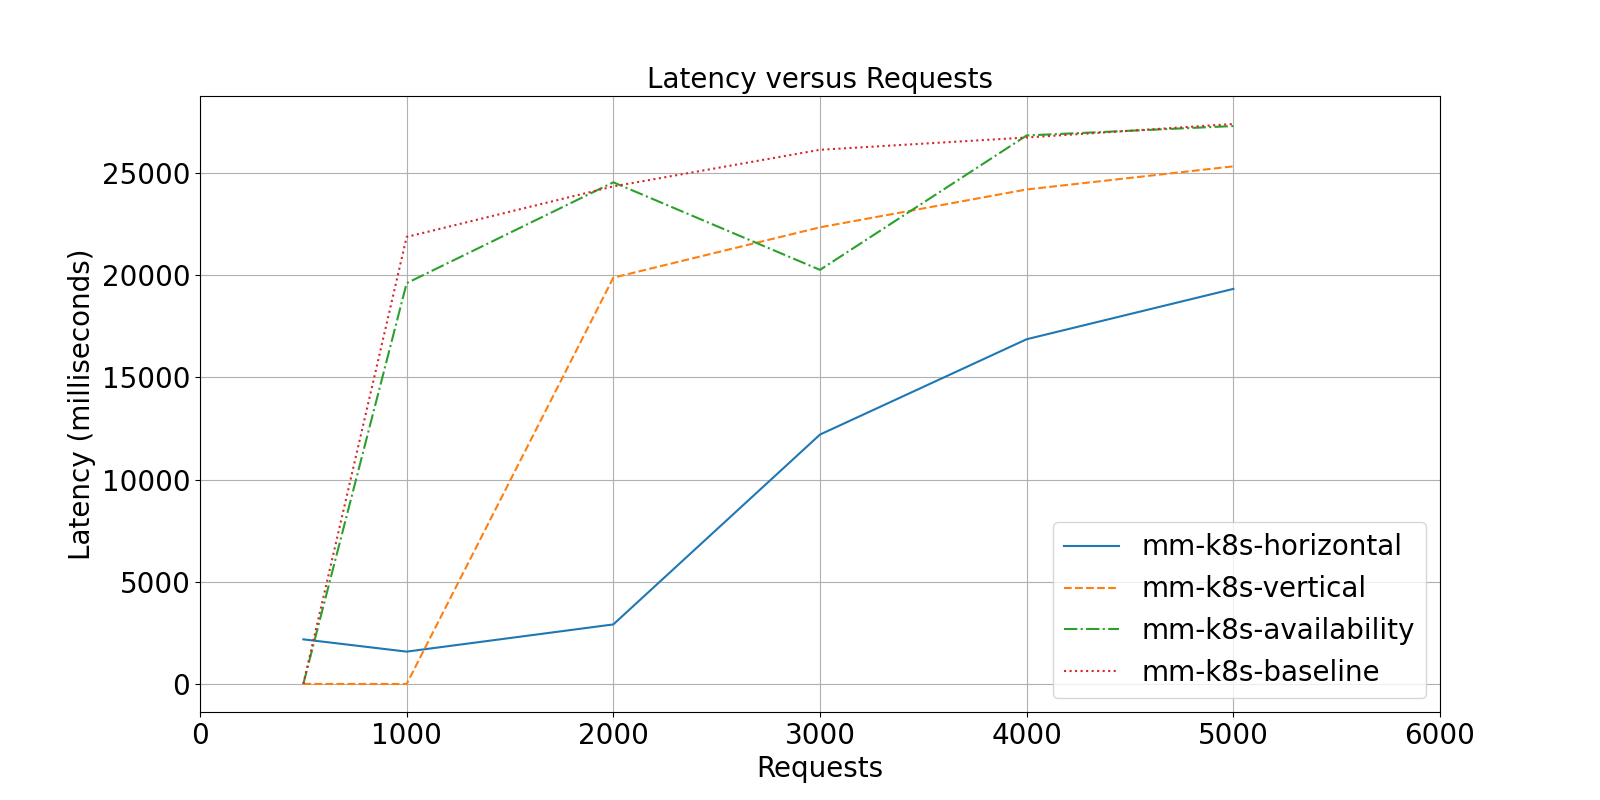 Latency versus Requests
Latency (milliseconds)
25000
20000
15000
10000
5000
0
mm-k8s-horizontal
mm-k8s-vertical
mm-k8s-availability
mm-k8s-baseline
0 1000 2000 3000 4000 5000 6000
Requests